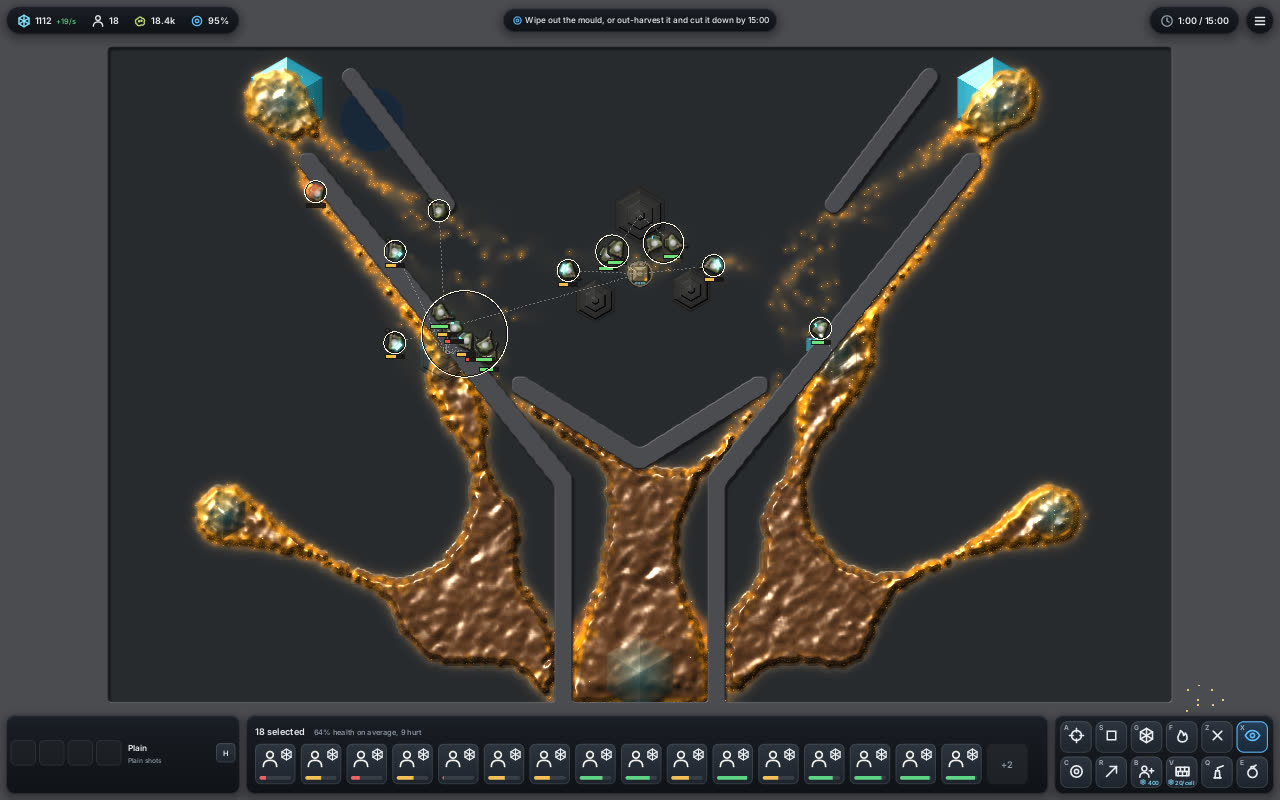 1112 +19/s 18 18.4k 95%
Wipe out the mould, or out-harvest it and cut it down by 15:00
1:00 / 15:00
Plain
Plain shots
H
18 selected 64% health on average, 9 hurt
+2
A S G F Z X
C R B V Q E
400 20/cell